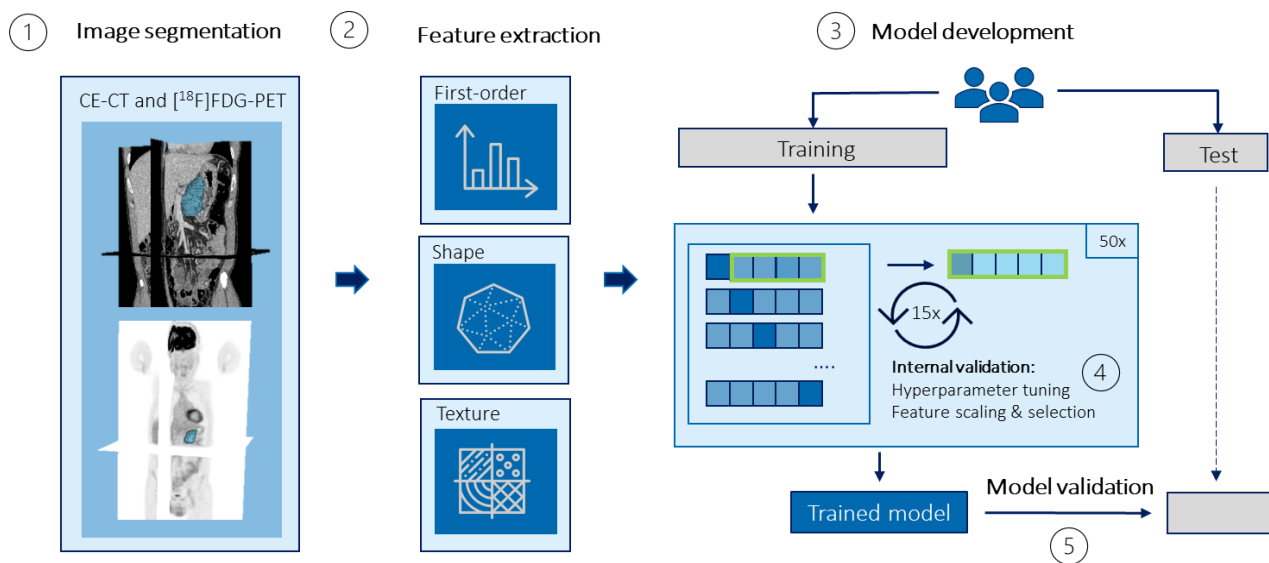 1 Image segmentation
2 Feature extraction
3 Model development
CE-CT and [¹⁸F]FDG-PET
First-order
Shape
Texture
Training
Test
50x
15x
....
Internal validation:
Hyperparameter tuning
Feature scaling & selection
4
Trained model
Model validation
5